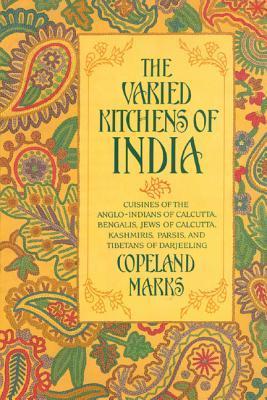 THE
VARIED
KITCHENS OF
INDIA
CUISINES OF THE
ANGLO-INDIANS OF CALCUTTA,
BENGALIS, JEWS OF CALCUTTA,
KASHMIRIS, PARSIS, AND
TIBETANS OF DARJEELING
COPELAND
MARKS